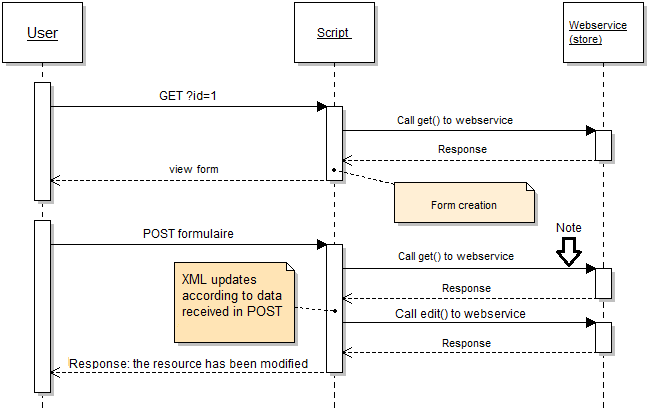 User
Script
Webservice
(store)
GET ?id=1
Call get() to webservice
Response
view form
Form creation
Note
POST formulaire
Call get() to webservice
XML updates
according to data
received in POST
Response
Call edit() to webservice
Response
Response: the resource has been modified